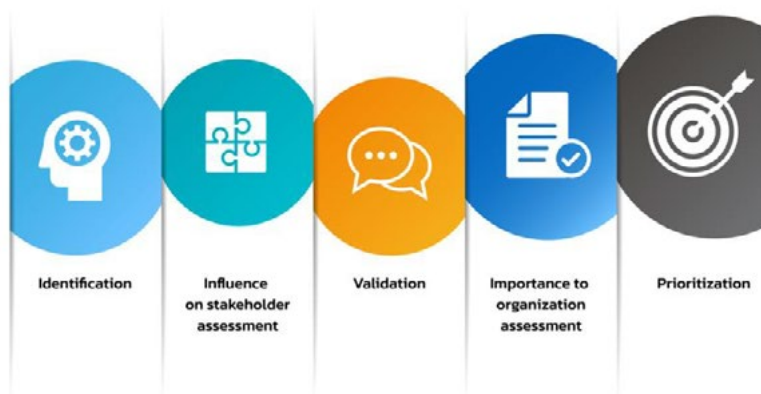 Identification
Influence
on stakeholder
assessment
Validation
Importance to
organization
assessment
Prioritization